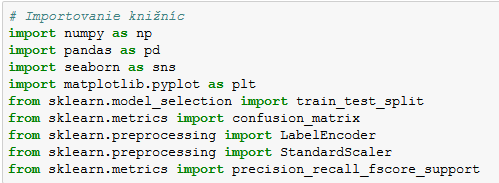 # Importovanie knižníc
import numpy as np
import pandas as pd
import seaborn as sns
import matplotlib.pyplot as plt
from sklearn.model_selection import train_test_split
from sklearn.metrics import confusion_matrix
from sklearn.preprocessing import LabelEncoder
from sklearn.preprocessing import StandardScaler
from sklearn.metrics import precision_recall_fscore_support